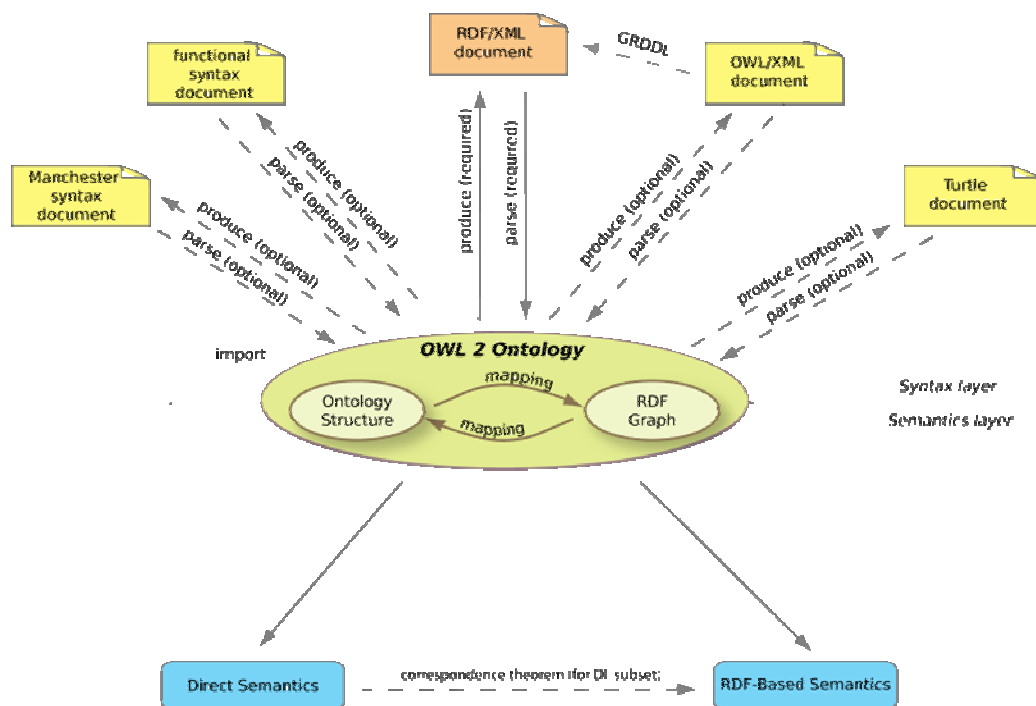 RDF/XML
document
GRDDL
functional
syntax
document
OWL/XML
document
Manchester
syntax
document
Turtle
document
produce (optional)
parse (optional)
produce (optional)
parse (optional)
produce (required)
parse (required)
produce (optional)
parse (optional)
produce (optional)
parse (optional)
import
OWL 2 Ontology
mapping
Ontology
Structure
RDF
Graph
mapping
Syntax layer
Semantics layer
Direct Semantics
correspondence theorem (for DL subset)
RDF-Based Semantics